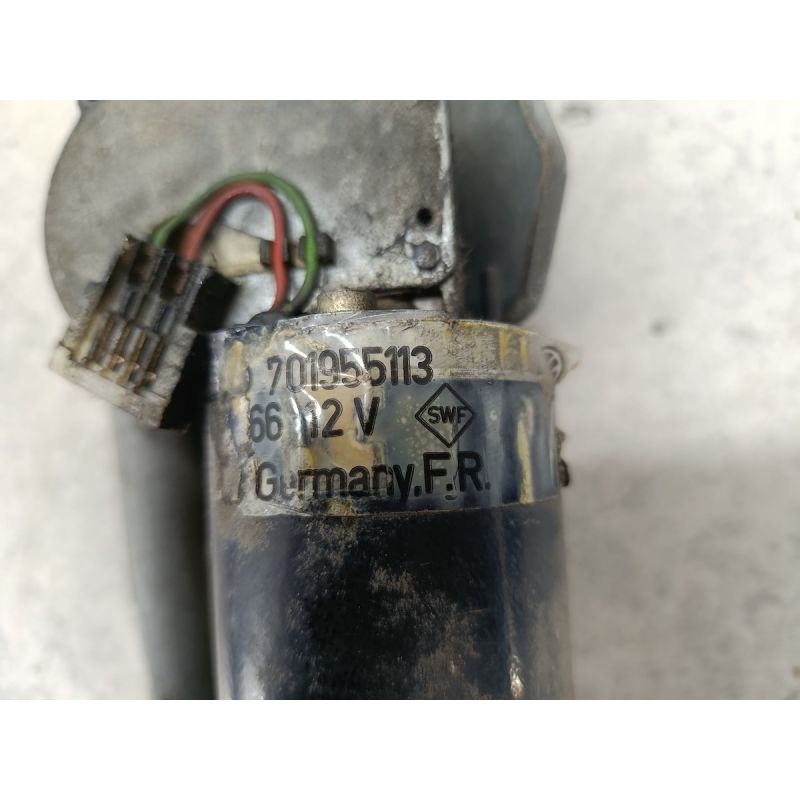 701955113
66 12 V SWF
Germany,F.R.